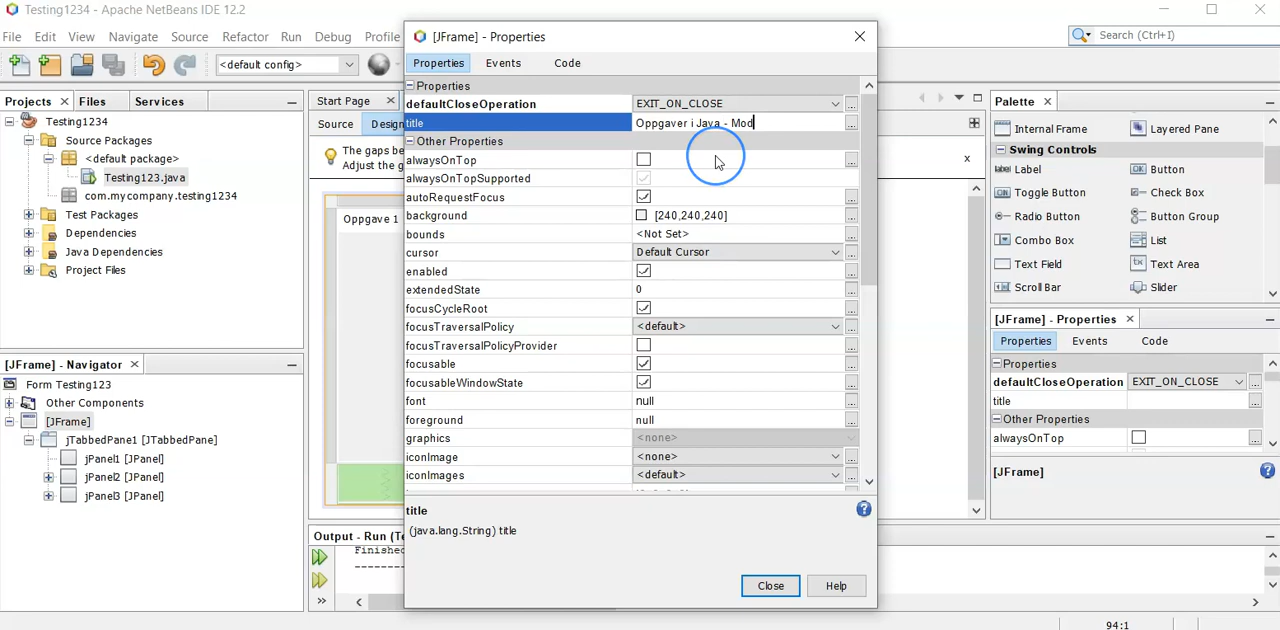 Testing1234 - Apache NetBeans IDE 12.2
File Edit View Navigate Source Refactor Run Debug Profile
Search (Ctrl+I)
<default config>
Projects Files Services
Testing1234
Source Packages
<default package>
Testing123.java
com.mycompany.testing1234
Test Packages
Dependencies
Java Dependencies
Project Files
[JFrame] - Navigator
Form Testing123
Other Components
[JFrame]
jTabbedPane1 [JTabbedPane]
jPanel1 [JPanel]
jPanel2 [JPanel]
jPanel3 [JPanel]
Start Page
Source
The gaps be
Adjust the g
Oppgave 1
Output - Run (Te
Finished
--------
[JFrame] - Properties
Properties Events Code
Properties
defaultCloseOperation EXIT_ON_CLOSE
title Oppgaver i Java - Mod
Other Properties
alwaysOnTop
alwaysOnTopSupported
autoRequestFocus
background [240,240,240]
bounds <Not Set>
cursor Default Cursor
enabled
extendedState 0
focusCycleRoot
focusTraversalPolicy <default>
focusTraversalPolicyProvider
focusable
focusableWindowState
font null
foreground null
graphics <none>
iconImage <none>
iconImages <default>
title
(java.lang.String) title
Close Help
Palette
Internal Frame Layered Pane
Swing Controls
Label Button
Toggle Button Check Box
Radio Button Button Group
Combo Box List
Text Field Text Area
Scroll Bar Slider
[JFrame] - Properties
Properties Events Code
Properties
defaultCloseOperation EXIT_ON_CLOSE
title
Other Properties
alwaysOnTop
[JFrame]
94:1